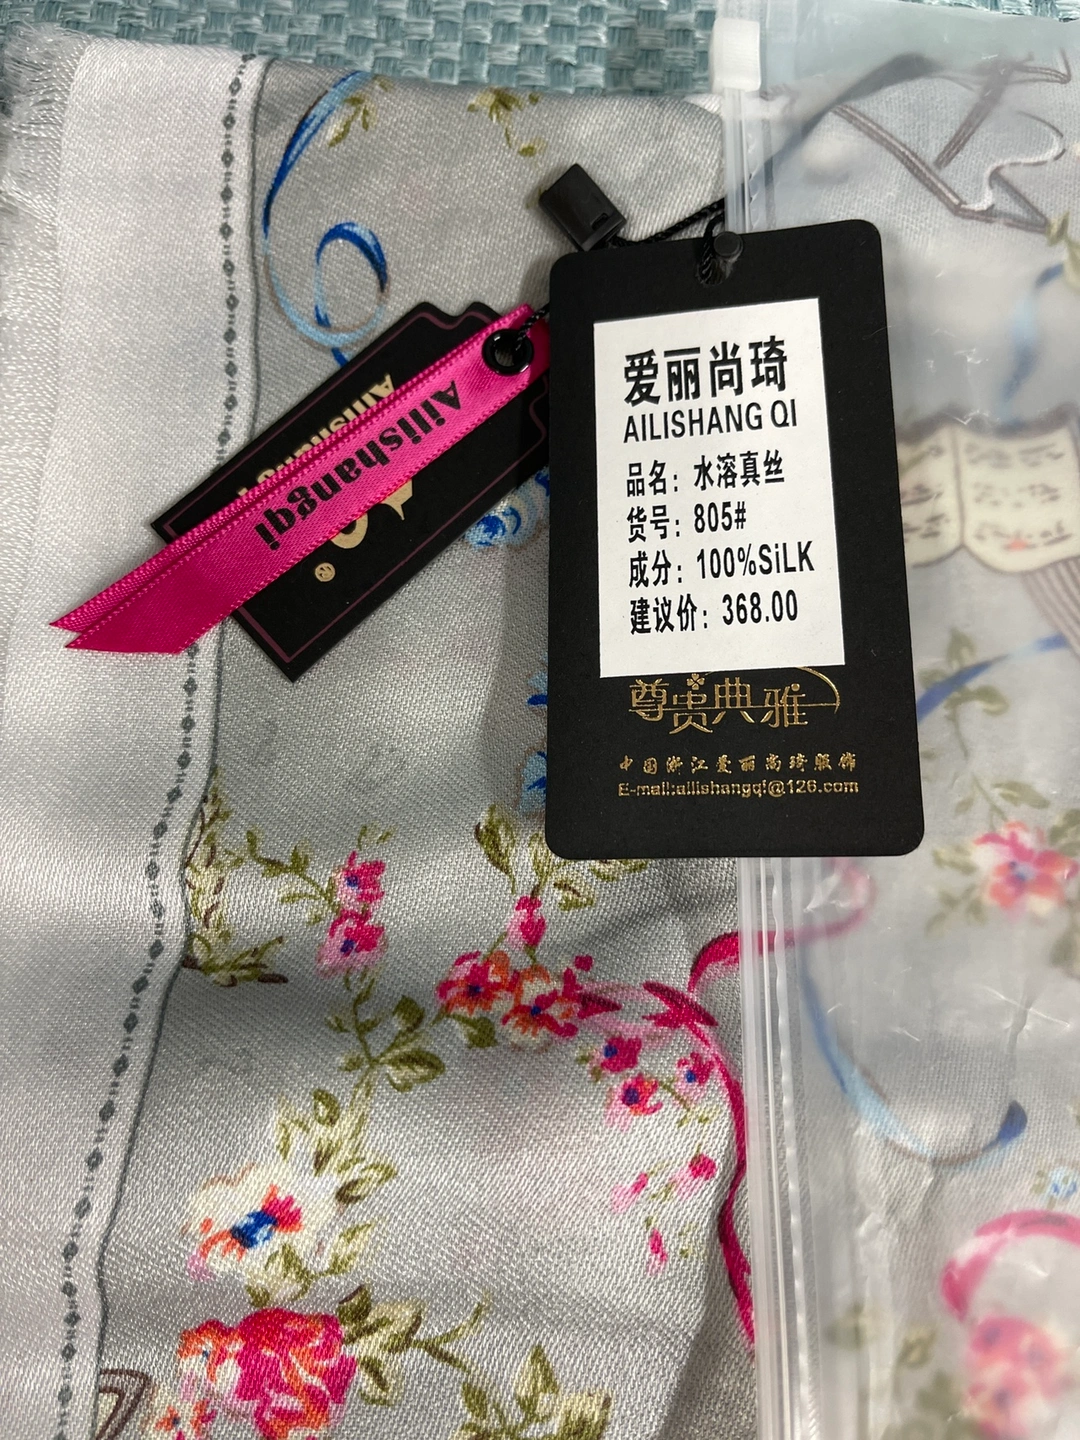 爱丽尚琦
AILISHANG QI
品名：水溶真丝
货号：805#
成分：100%SiLK
建议价：368.00
尊贵典雅
中国浙江爱丽尚琦服饰
E-mail:ailishangqi@126.com
Ailishangqi
®